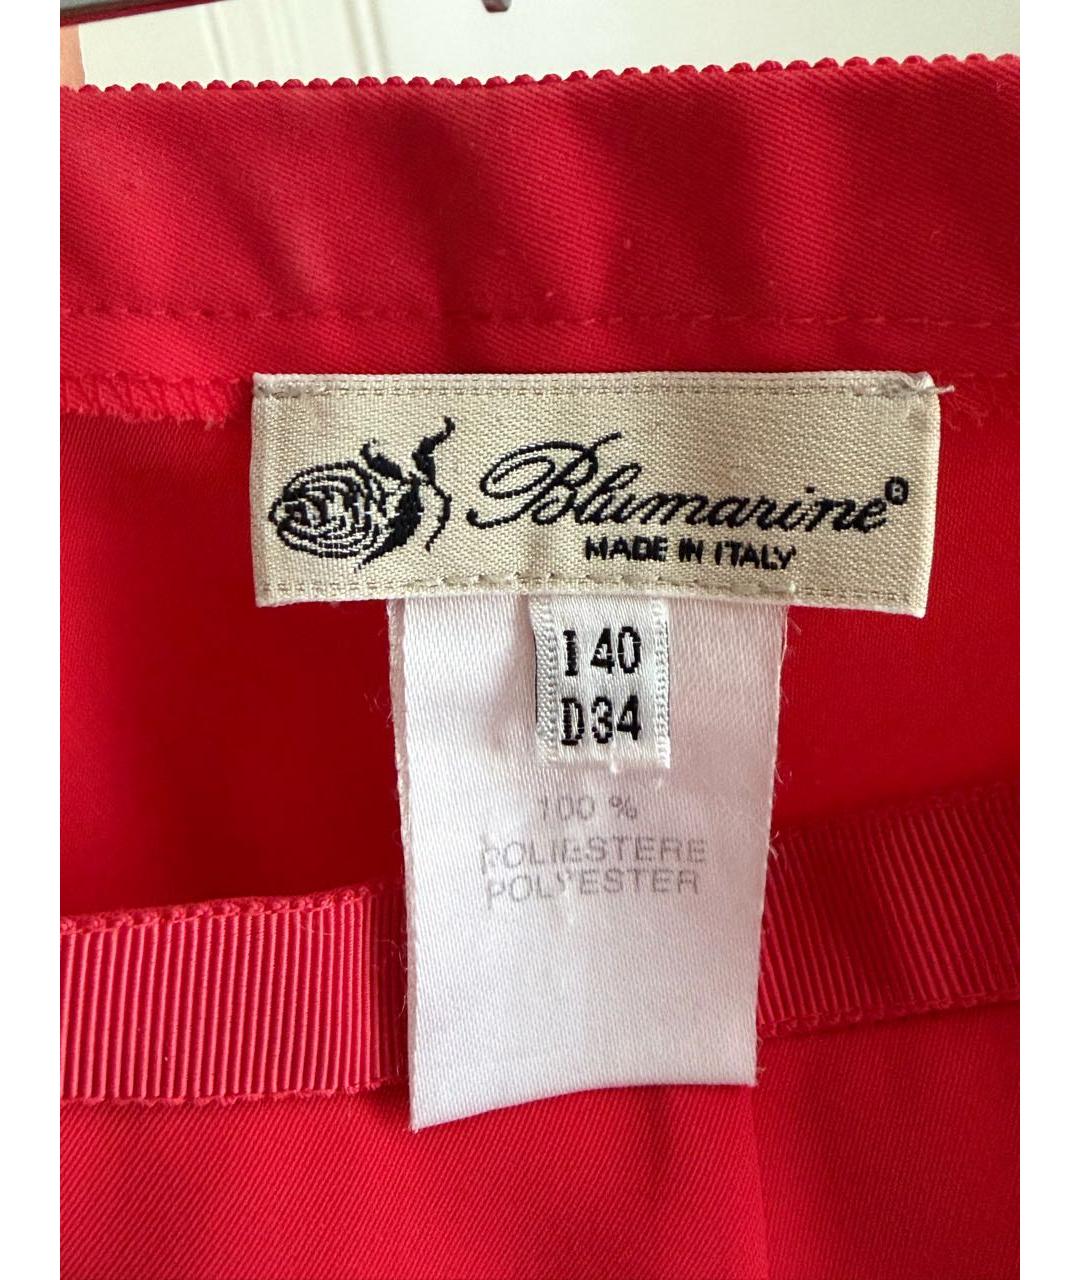 Blumarine®
MADE IN ITALY
I 40
D34
100 %
POLIESTERE
POLYESTER